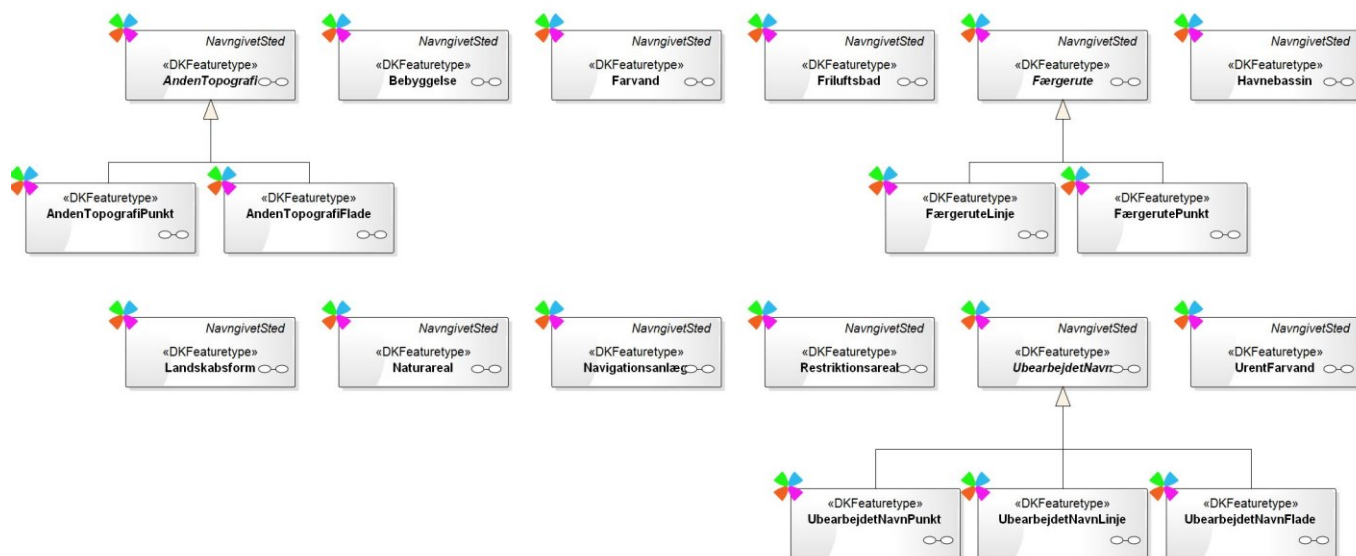 NavngivetSted
«DKFeaturetype»
AndenTopografi
NavngivetSted
«DKFeaturetype»
Bebyggelse
NavngivetSted
«DKFeaturetype»
Farvand
NavngivetSted
«DKFeaturetype»
Friluftsbad
NavngivetSted
«DKFeaturetype»
Færgerute
NavngivetSted
«DKFeaturetype»
Havnebassin
«DKFeaturetype»
AndenTopografiPunkt
«DKFeaturetype»
AndenTopografiFlade
«DKFeaturetype»
FærgeruteLinje
«DKFeaturetype»
FærgerutePunkt
NavngivetSted
«DKFeaturetype»
Landskabsform
NavngivetSted
«DKFeaturetype»
Naturareal
NavngivetSted
«DKFeaturetype»
Navigationsanlæg
NavngivetSted
«DKFeaturetype»
Restriktionsareal
NavngivetSted
«DKFeaturetype»
UbearbejdetNavn
NavngivetSted
«DKFeaturetype»
UrentFarvand
«DKFeaturetype»
UbearbejdetNavnPunkt
«DKFeaturetype»
UbearbejdetNavnLinje
«DKFeaturetype»
UbearbejdetNavnFlade